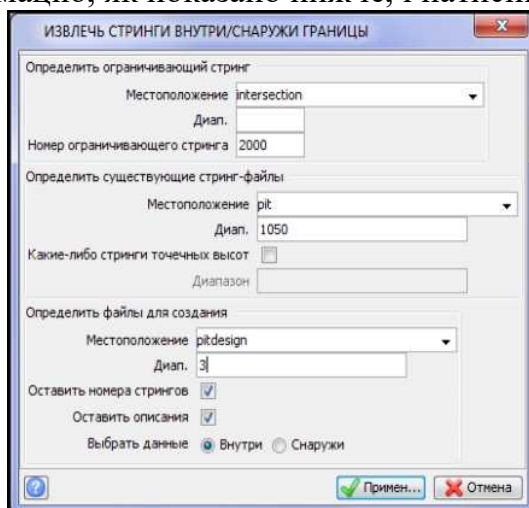 ИЗВЛЕЧЬ СТРИНГИ ВНУТРИ/СНАРУЖИ ГРАНИЦЫ
Определить ограничивающий стринг
Местоположение intersection
Диап.
Номер ограничивающего стринга 2000
Определить существующие стринг-файлы
Местоположение pit
Диап. 1050
Какие-либо стринги точечных высот
Диапазон
Определить файлы для создания
Местоположение pitdesign
Диап. 3
Оставить номера стрингов
Оставить описания
Выбрать данные Внутри Снаружи
Примен... Отмена